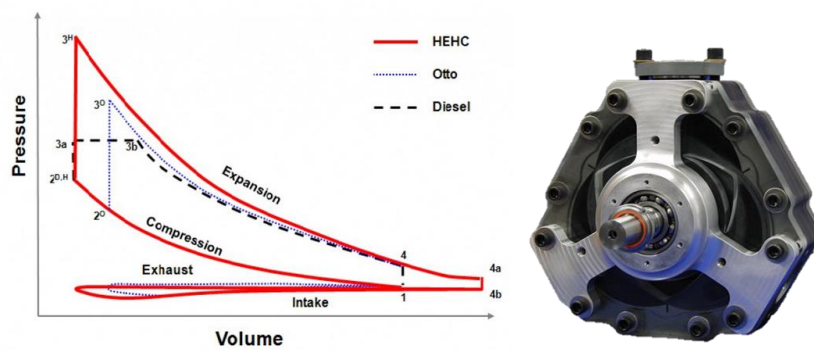 3H
HEHC
Otto
Diesel
3O
3a
3b
2D,H
2O
Pressure
Expansion
Compression
Exhaust
Intake
4
4a
1
4b
Volume